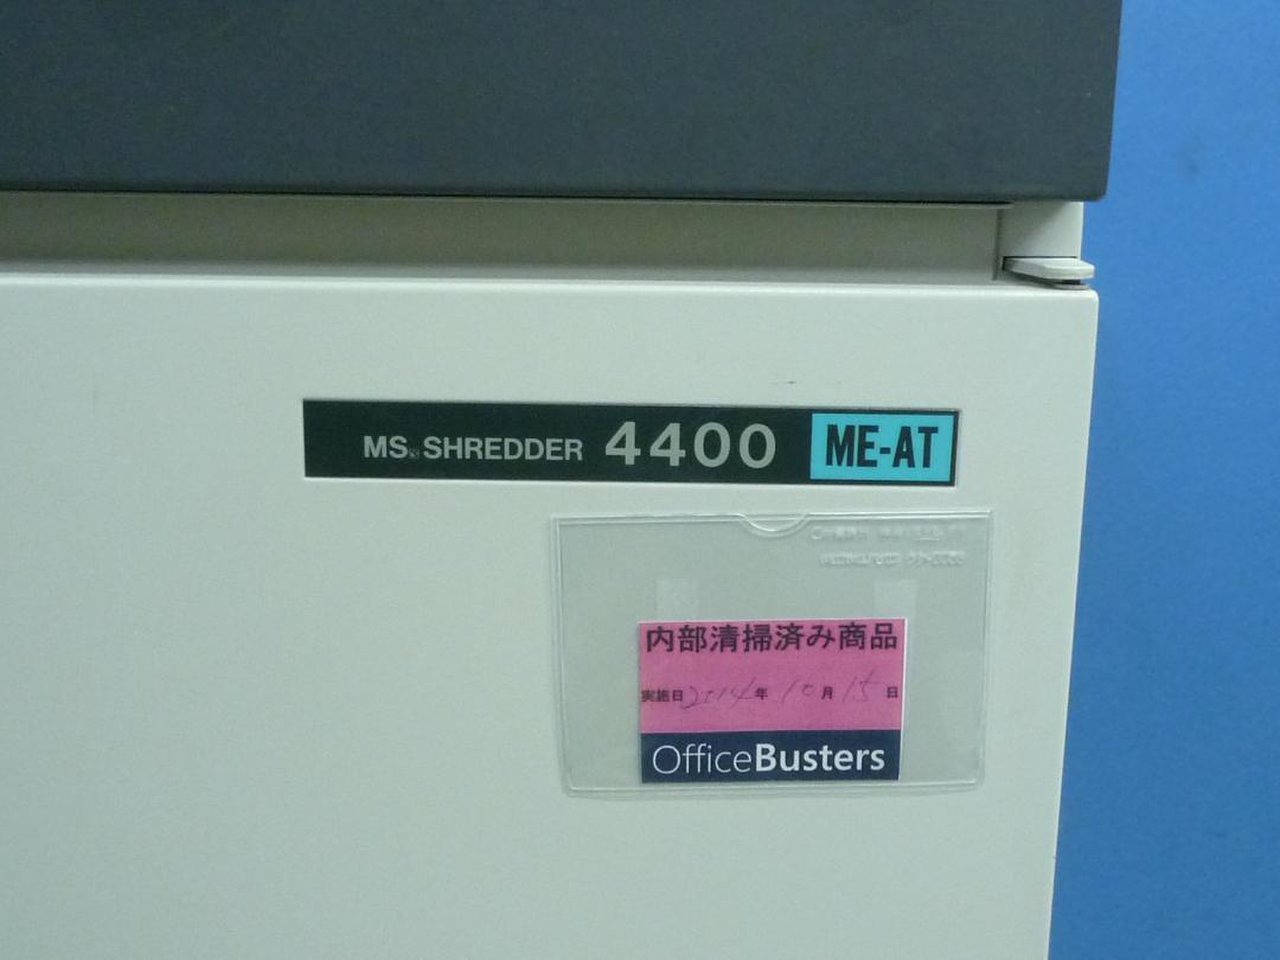 MS SHREDDER 4400 ME-AT
内部清掃済み商品
実施日 2014年 10月 15日
OfficeBusters